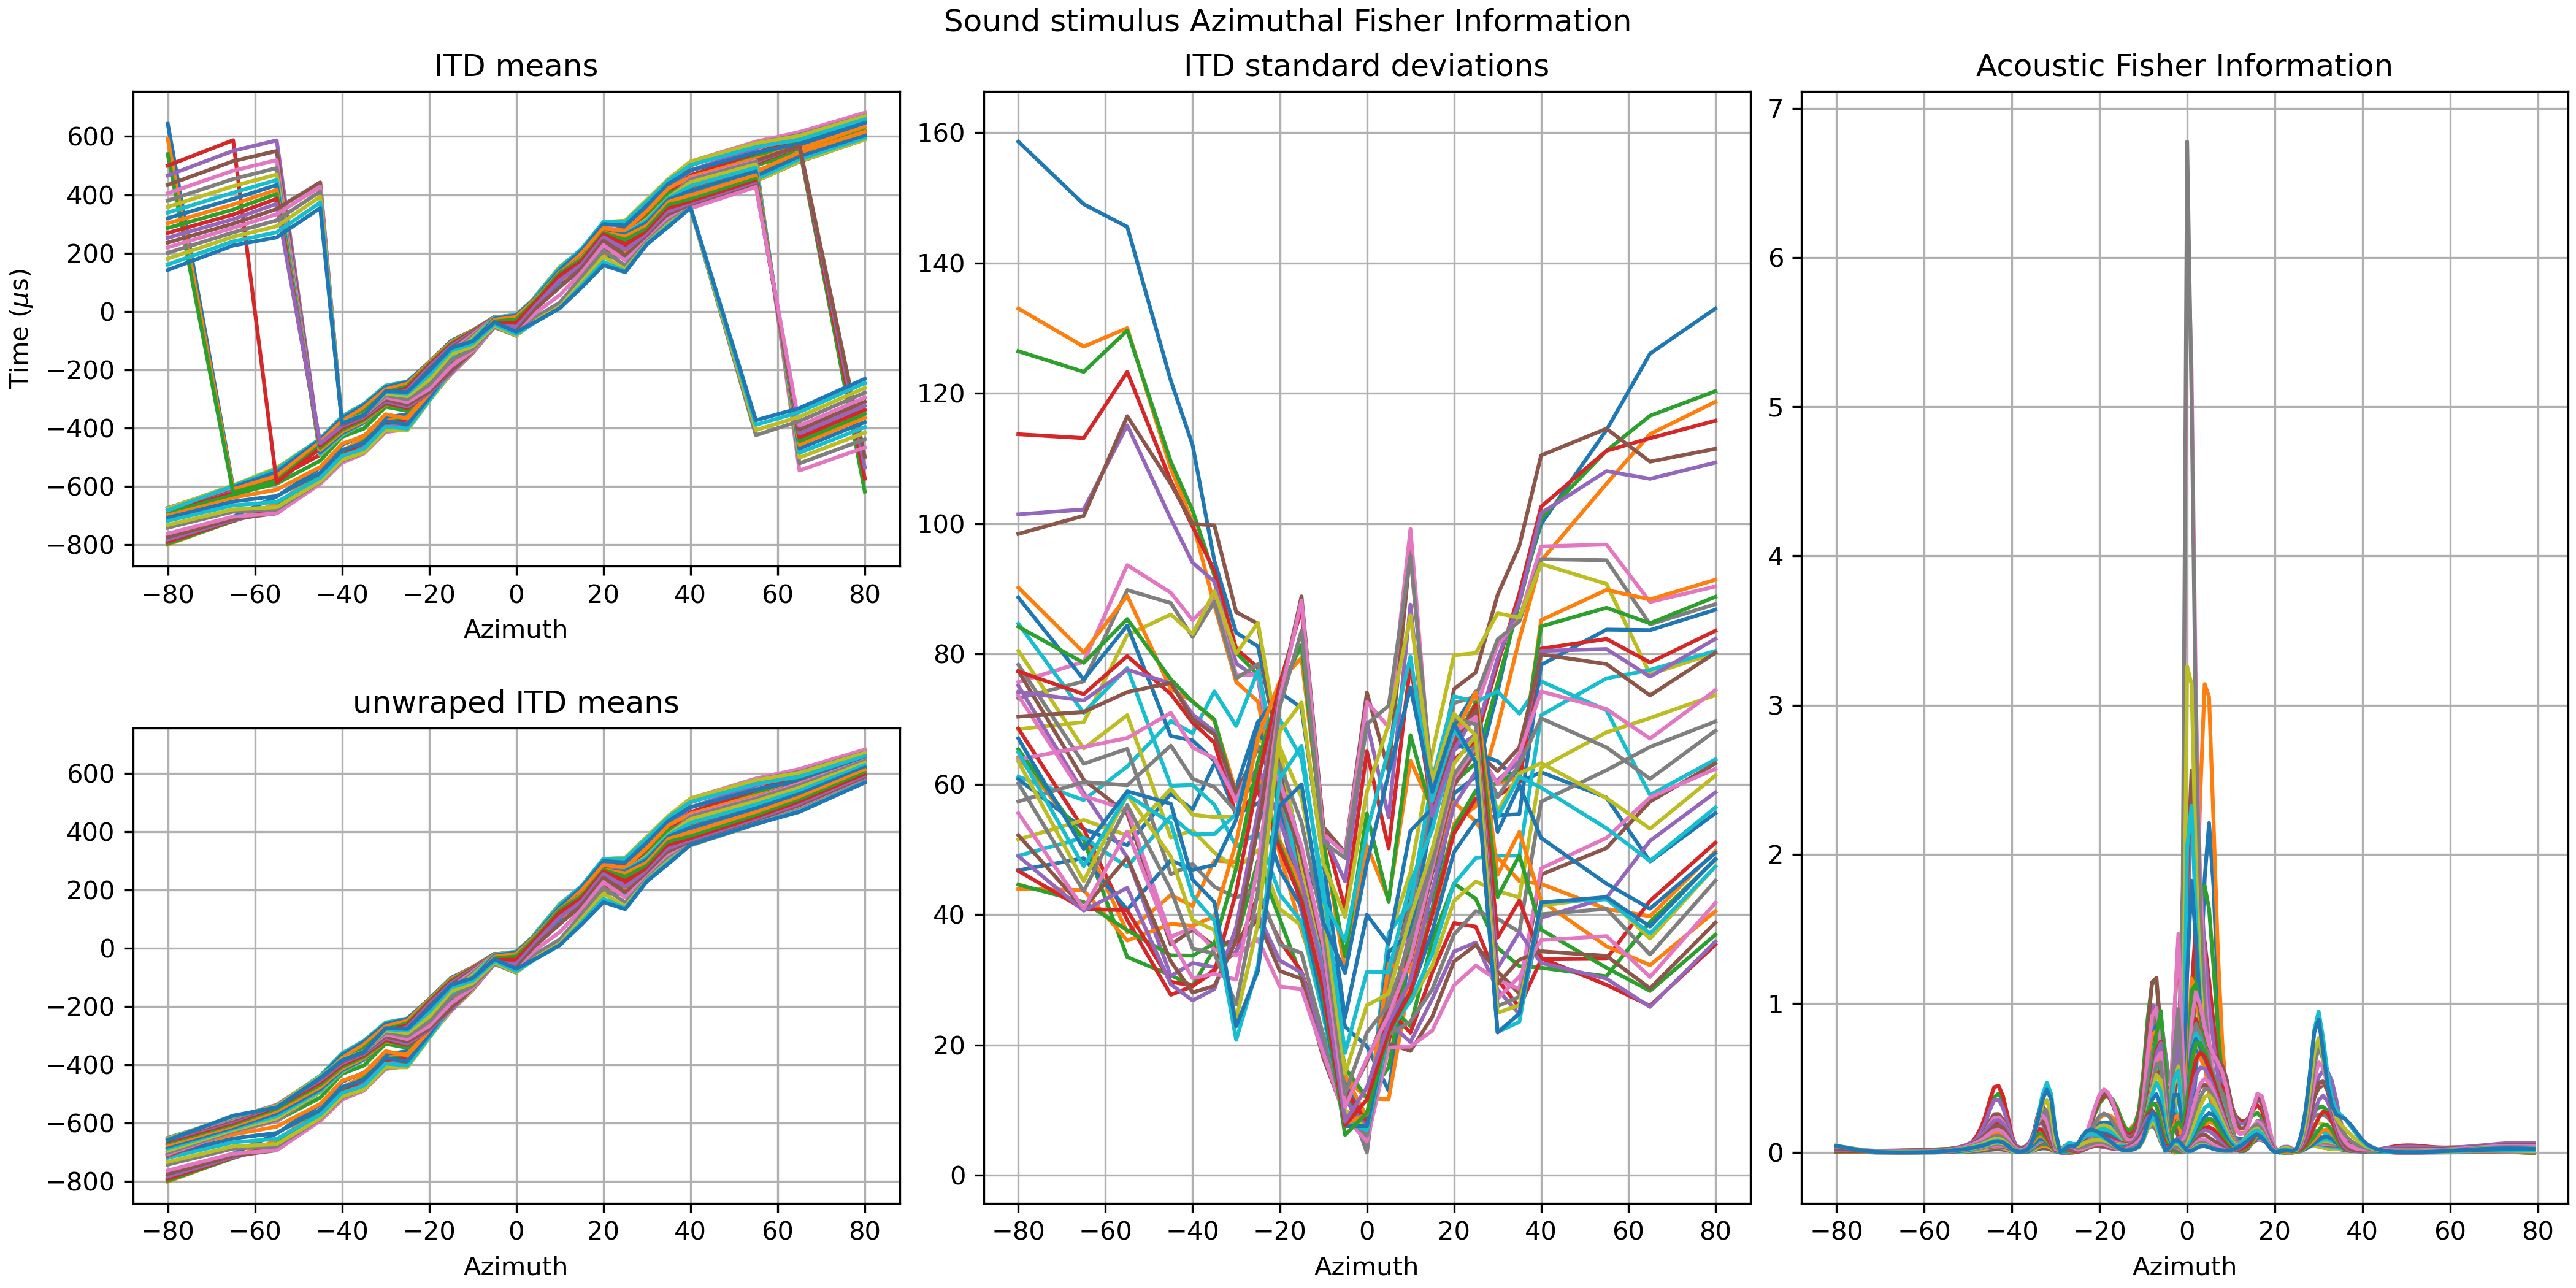 Sound stimulus Azimuthal Fisher Information
ITD means
Time (μs)
600
400
200
0
−200
−400
−600
−800
−80 −60 −40 −20 0 20 40 60 80
Azimuth
unwraped ITD means
600
400
200
0
−200
−400
−600
−800
−80 −60 −40 −20 0 20 40 60 80
Azimuth
ITD standard deviations
160
140
120
100
80
60
40
20
0
−80 −60 −40 −20 0 20 40 60 80
Azimuth
Acoustic Fisher Information
7
6
5
4
3
2
1
0
−80 −60 −40 −20 0 20 40 60 80
Azimuth